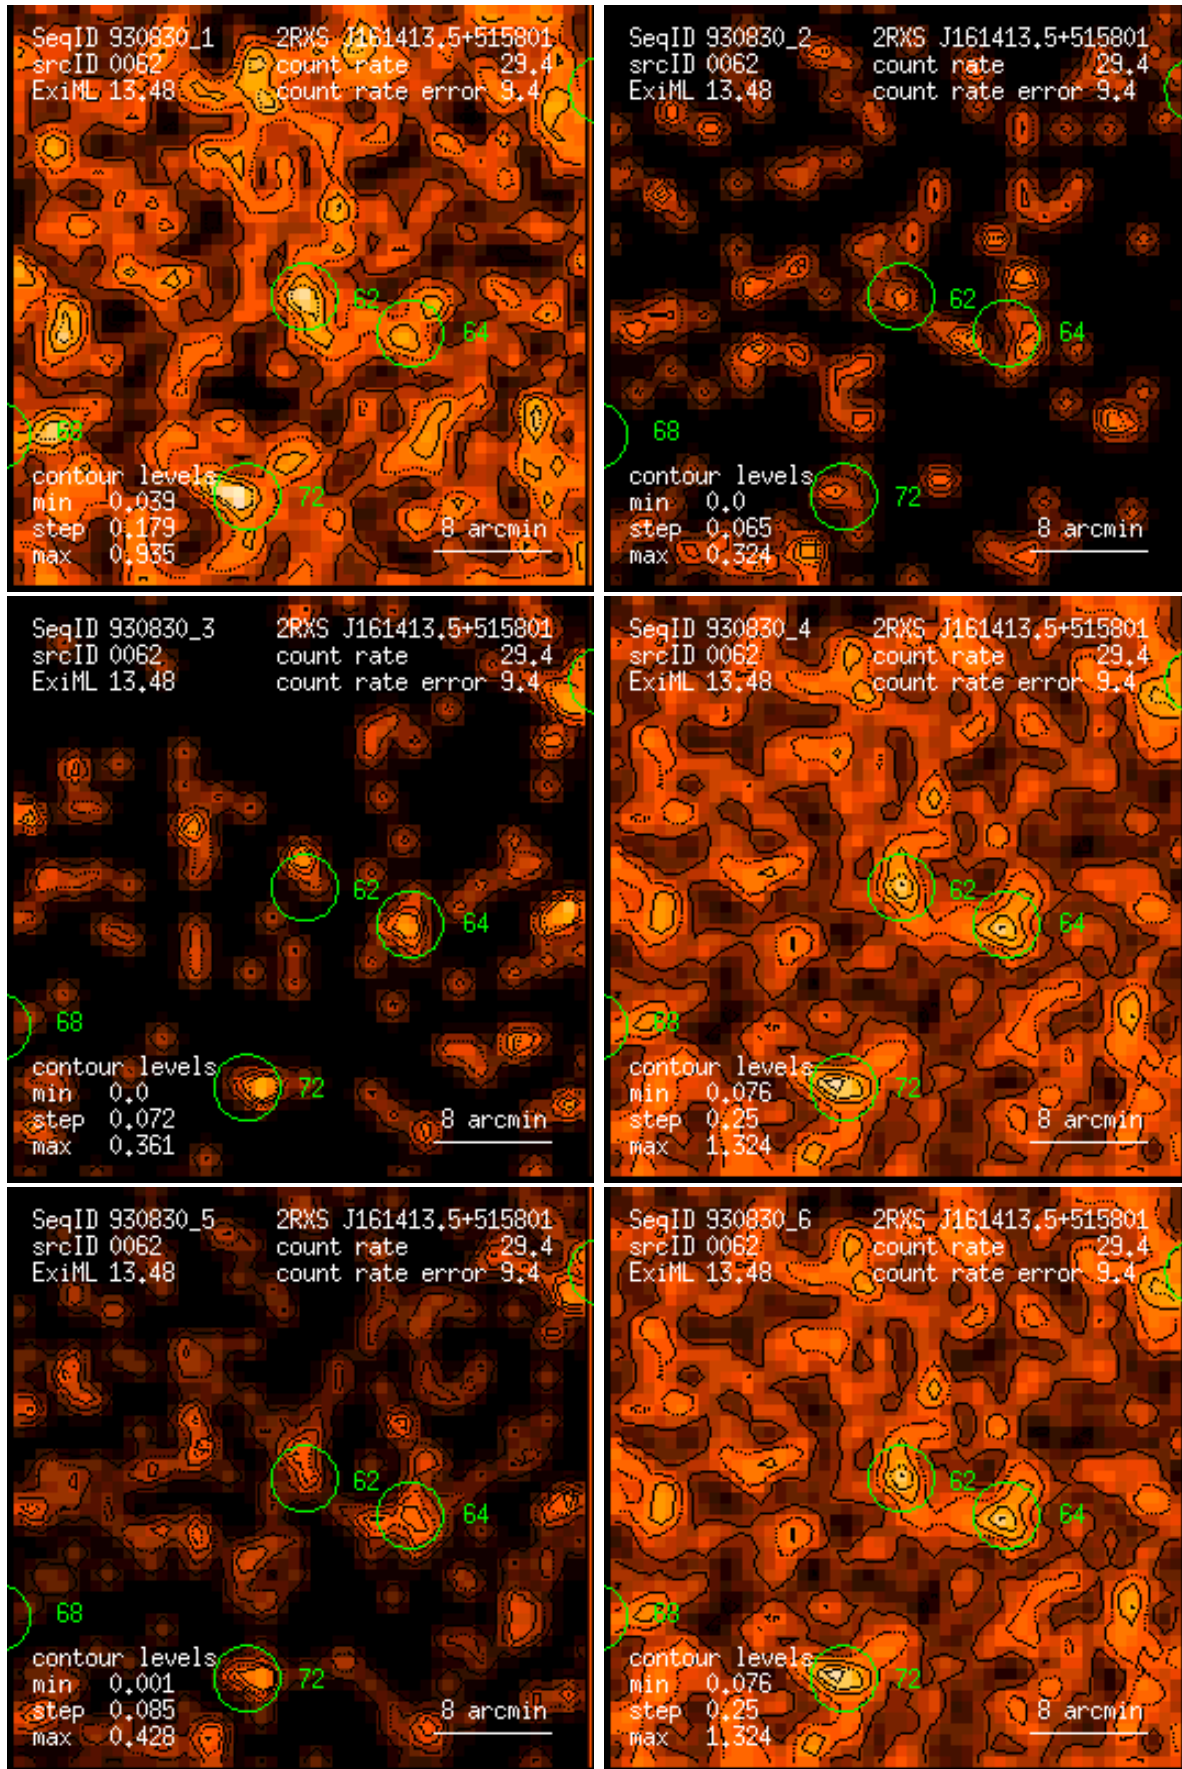 SeqID 930830_1 2RXS J161413.5+515801
srcID 0062 count rate 29.4
ExiML 13.48 count rate error 9.4
62
64
68
contour levels
72
min 0.039
step 0.179 8 arcmin
max 0.935
SeqID 930830_2 2RXS J161413.5+515801
srcID 0062 count rate 29.4
ExiML 13.48 count rate error 9.4
62
64
68
contour levels
72
min 0.0
step 0.065 8 arcmin
max 0.324
SeqID 930830_3 2RXS J161413.5+515801
srcID 0062 count rate 29.4
ExiML 13.48 count rate error 9.4
62
64
68
contour levels
72
min 0.0
step 0.072 8 arcmin
max 0.361
SeqID 930830_4 2RXS J161413.5+515801
srcID 0062 count rate 29.4
ExiML 13.48 count rate error 9.4
62
64
68
contour levels
72
min 0.076
step 0.25 8 arcmin
max 1.324
SeqID 930830_5 2RXS J161413.5+515801
srcID 0062 count rate 29.4
ExiML 13.48 count rate error 9.4
62
64
68
contour levels
72
min 0.001
step 0.085 8 arcmin
max 0.428
SeqID 930830_6 2RXS J161413.5+515801
srcID 0062 count rate 29.4
ExiML 13.48 count rate error 9.4
62
64
68
contour levels
72
min 0.076
step 0.25 8 arcmin
max 1.324